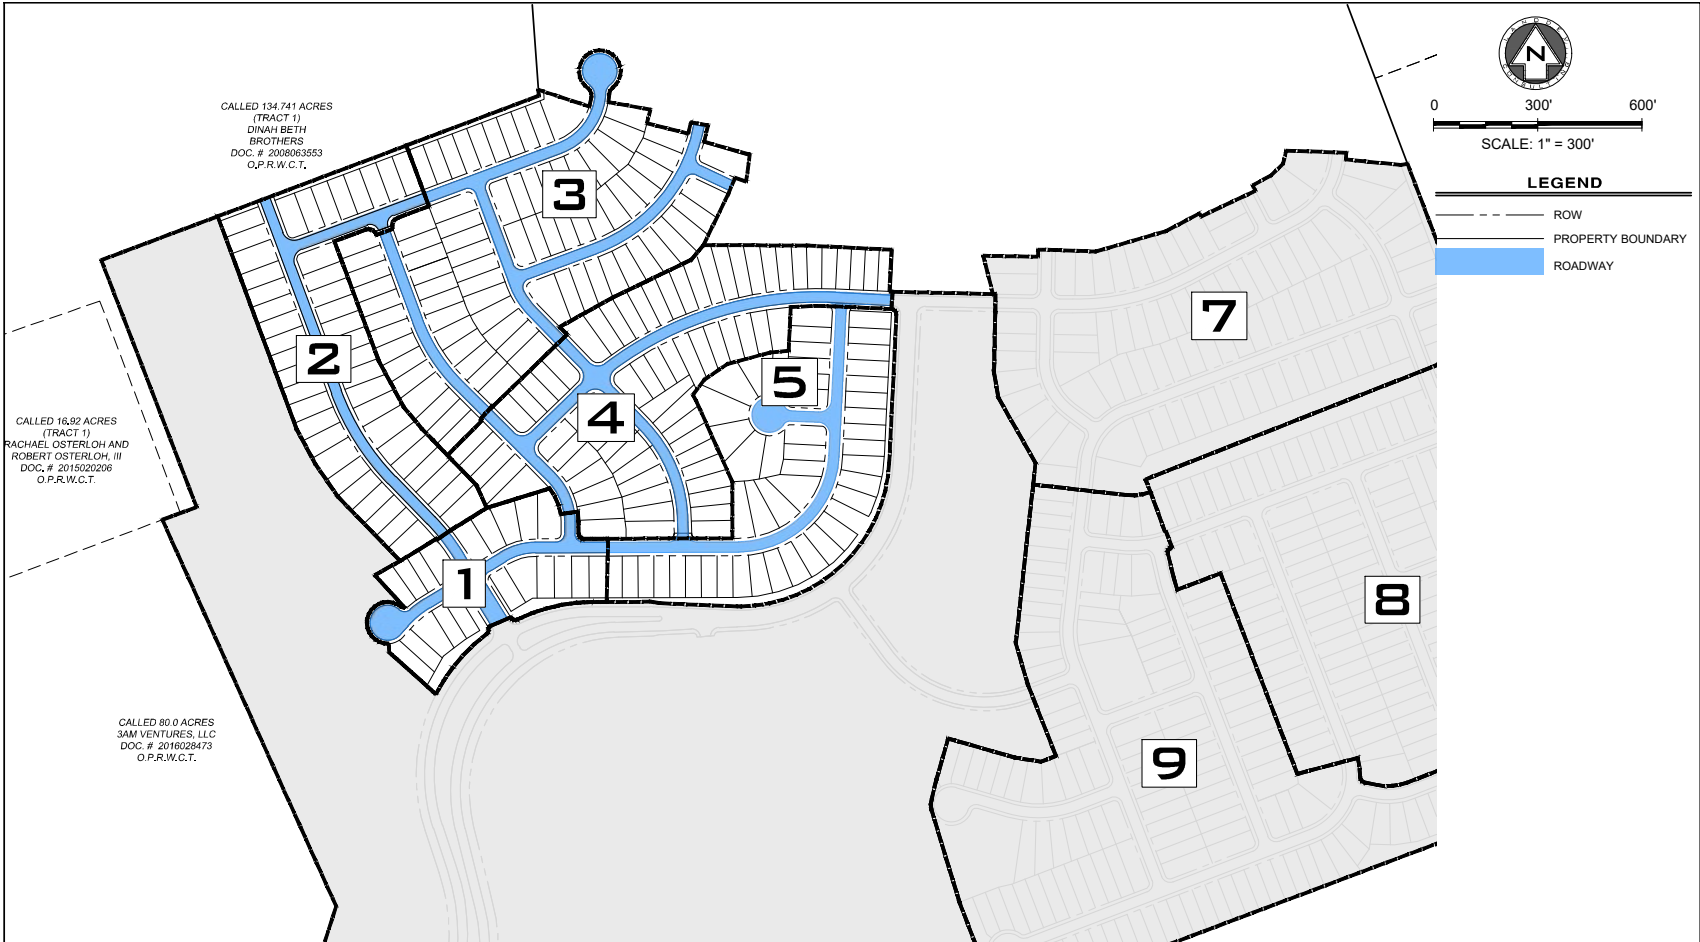 CALLED 134.741 ACRES
(TRACT 1)
DINAH BETH
BROTHERS
DOC. # 2008063553
O.P.R.W.C.T.
N
0 300' 600'
SCALE: 1" = 300'
LEGEND
ROW
PROPERTY BOUNDARY
ROADWAY
3
7
2
5
4
CALLED 16.92 ACRES
(TRACT 1)
RACHAEL OSTERLOH AND
ROBERT OSTERLOH, III
DOC. # 2015020206
O.P.R.W.C.T.
1
8
CALLED 80.0 ACRES
3AM VENTURES, LLC
DOC. # 2016028473
O.P.R.W.C.T.
9